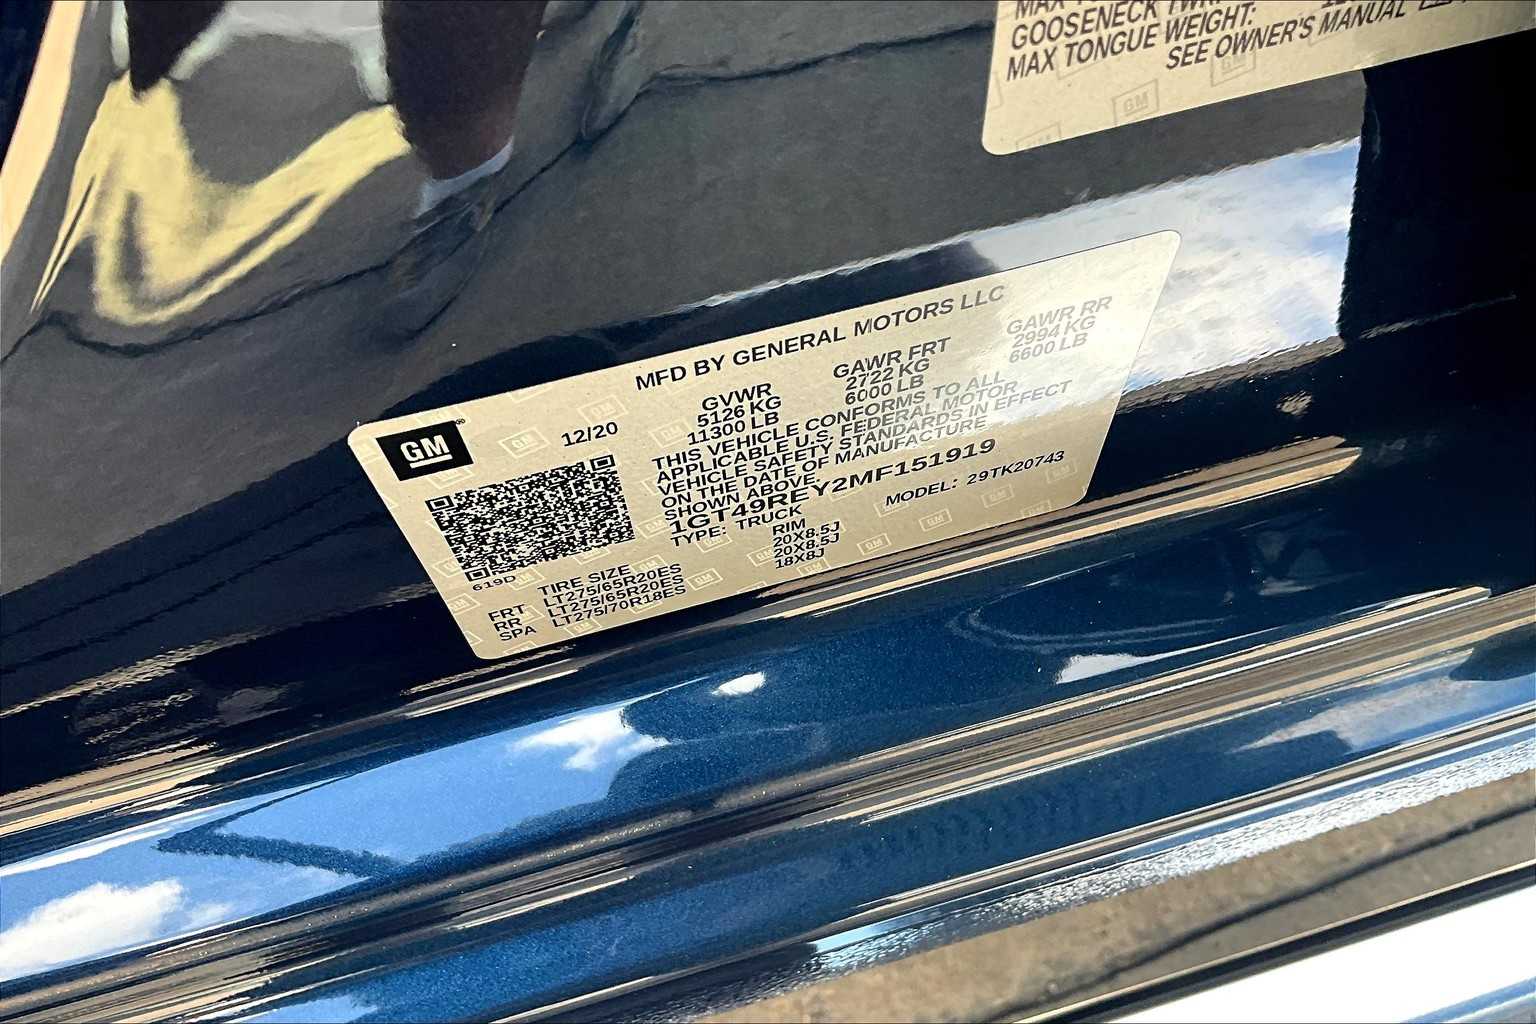 GOOSENECK
MAX TONGUE WEIGHT:
SEE OWNER'S MANUAL
MFD BY GENERAL MOTORS LLC
GM®
12/20
GVWR GAWR FRT GAWR RR
5126 KG 2722 KG 2994 KG
11300 LB 6000 LB 6600 LB
THIS VEHICLE CONFORMS TO ALL
APPLICABLE U.S. FEDERAL MOTOR
VEHICLE SAFETY STANDARDS IN EFFECT
ON THE DATE OF MANUFACTURE
SHOWN ABOVE.
1GT49REY2MF151919
TYPE: TRUCK MODEL: 29TK20743
619D
TIRE SIZE RIM
FRT LT275/65R20ES 20X8.5J
RR LT275/65R20ES 20X8.5J
SPA LT275/70R18ES 18X8J